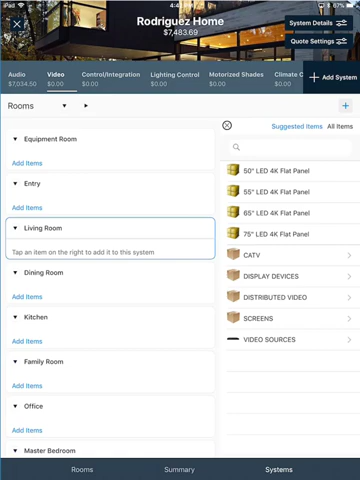 iPad
67%
Rodriguez Home
$7,483.69
System Details
Quote Settings
Audio
$7,034.50
Video
$0.00
Control/Integration
$0.00
Lighting Control
$0.00
Motorized Shades
$0.00
Climate C
$0.00
Add System
Rooms
Suggested Items
All Items
Equipment Room
Add Items
Entry
Add Items
Living Room
Tap an item on the right to add it to this system
Dining Room
Add Items
Kitchen
Add Items
Family Room
Add Items
Office
Add Items
Master Bedroom
50" LED 4K Flat Panel
55" LED 4K Flat Panel
65" LED 4K Flat Panel
75" LED 4K Flat Panel
CATV
DISPLAY DEVICES
DISTRIBUTED VIDEO
SCREENS
VIDEO SOURCES
Rooms
Summary
Systems